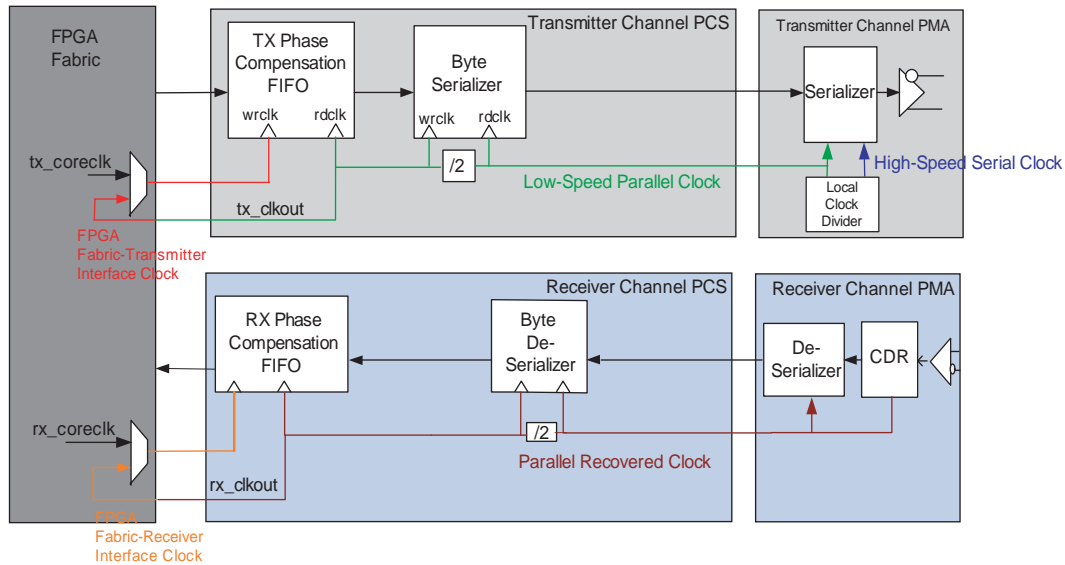 FPGA
Fabric
Transmitter Channel PCS
Transmitter Channel PMA
TX Phase
Compensation
FIFO
wrclk
rdclk
Byte
Serializer
wrclk
rdclk
Serializer
tx_coreclk
/2
High-Speed Serial Clock
Low-Speed Parallel Clock
Local
Clock
Divider
tx_clkout
FPGA
Fabric-Transmitter
Interface Clock
Receiver Channel PCS
Receiver Channel PMA
RX Phase
Compensation
FIFO
Byte
De-
Serializer
De-
Serializer
CDR
rx_coreclk
/2
Parallel Recovered Clock
rx_clkout
FPGA
Fabric-Receiver
Interface Clock